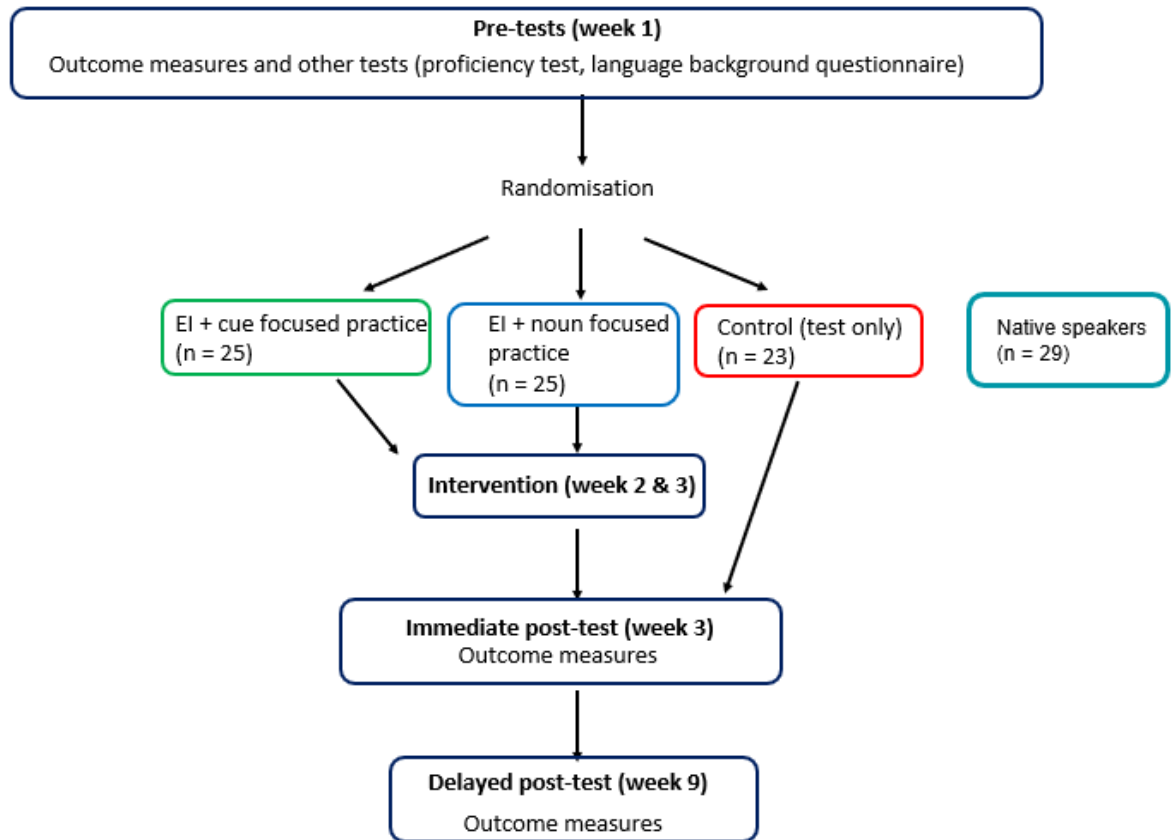 Pre-tests (week 1)
Outcome measures and other tests (proficiency test, language background questionnaire)
Randomisation
EI + cue focused practice
(n = 25)
EI + noun focused
practice
(n = 25)
Control (test only)
(n = 23)
Native speakers
(n = 29)
Intervention (week 2 & 3)
Immediate post-test (week 3)
Outcome measures
Delayed post-test (week 9)
Outcome measures